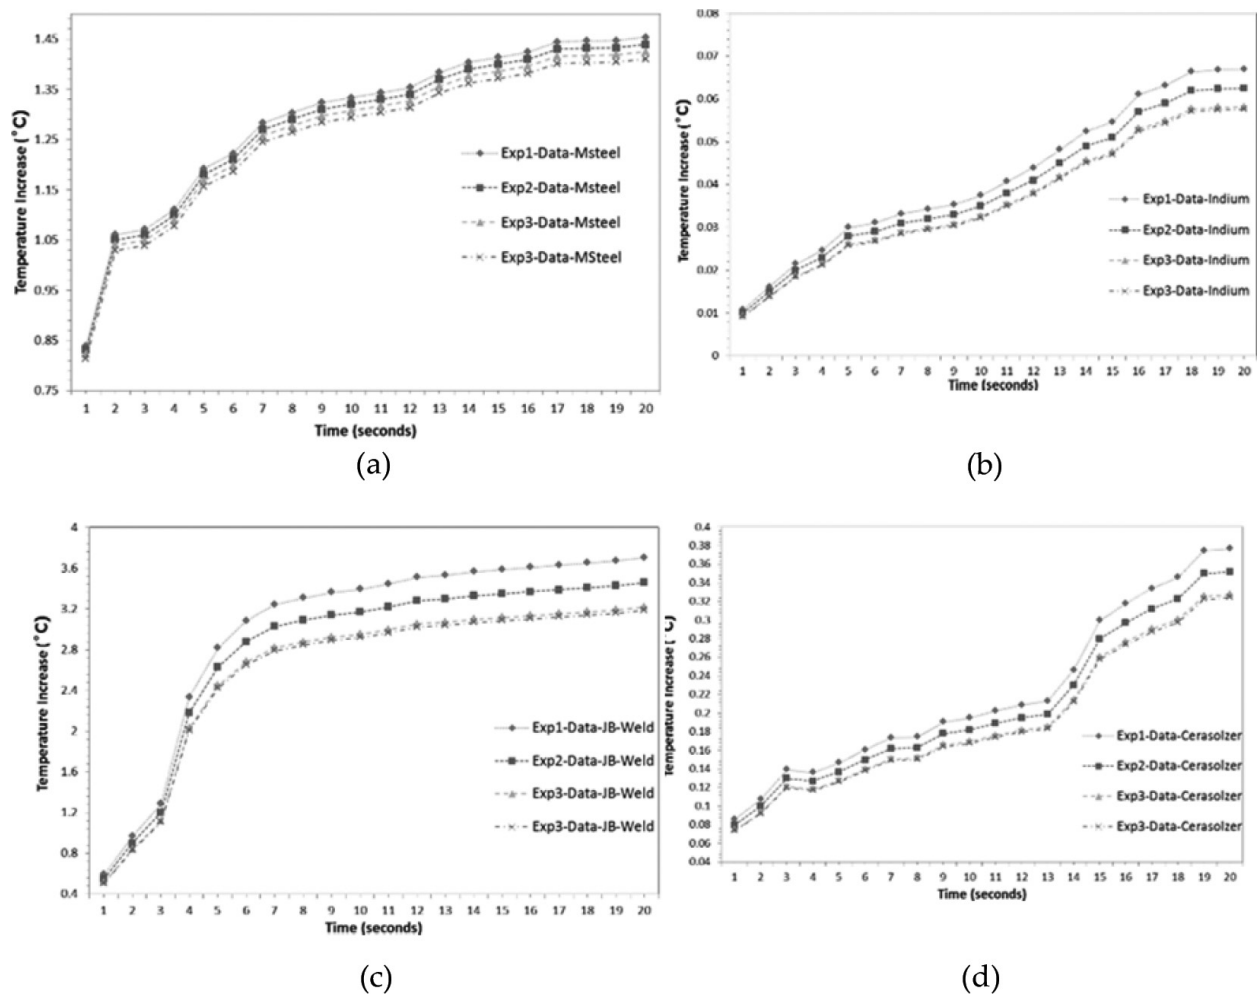 1.45
1.35
1.25
1.15
1.05
0.95
0.85
0.75
Temperature Increase (˚C)
Exp1-Data-Msteel
Exp2-Data-Msteel
Exp3-Data-Msteel
Exp3-Data-MSteel
1 2 3 4 5 6 7 8 9 10 11 12 13 14 15 16 17 18 19 20
Time (seconds)
(a)
0.08
0.07
0.06
0.05
0.04
0.03
0.02
0.01
0
Temperature Increase (˚C)
Exp1-Data-Indium
Exp2-Data-Indium
Exp3-Data-Indium
Exp3-Data-Indium
1 2 3 4 5 6 7 8 9 10 11 12 13 14 15 16 17 18 19 20
Time (seconds)
(b)
4
3.6
3.2
2.8
2.4
2
1.6
1.2
0.8
0.4
Temperature Increase (˚C)
Exp1-Data-JB-Weld
Exp2-Data-JB-Weld
Exp3-Data-JB-Weld
Exp3-Data-JB-Weld
1 2 3 4 5 6 7 8 9 10 11 12 13 14 15 16 17 18 19 20
Time (seconds)
(c)
0.4
0.38
0.36
0.34
0.32
0.3
0.28
0.26
0.24
0.22
0.2
0.18
0.16
0.14
0.12
0.1
0.08
0.06
0.04
Temperature Increase (˚C)
Exp1-Data-Cerasolzer
Exp2-Data-Cerasolzer
Exp3-Data-Cerasolzer
Exp3-Data-Cerasolzer
1 2 3 4 5 6 7 8 9 10 11 12 13 14 15 16 17 18 19 20
Time (seconds)
(d)